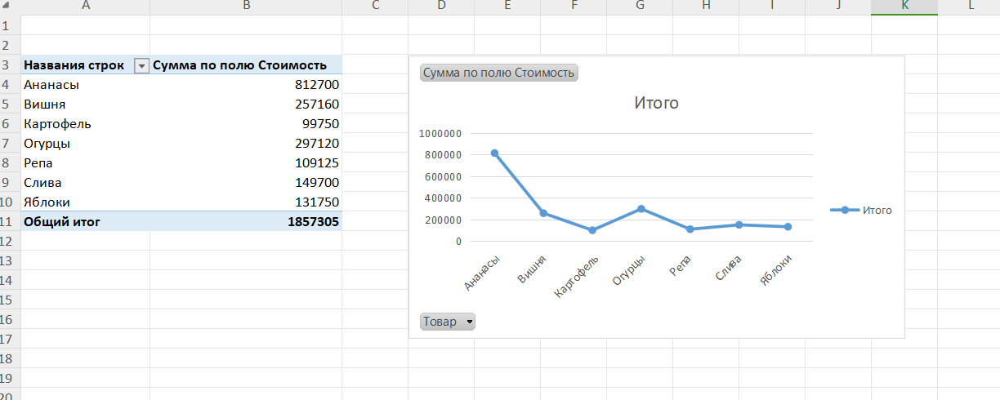 A B C D E F G H I J K L
1
2
3 Названия строк Сумма по полю Стоимость
4 Ананасы 812700
5 Вишня 257160
6 Картофель 99750
7 Огурцы 297120
8 Репа 109125
9 Слива 149700
10 Яблоки 131750
11 Общий итог 1857305
12
13
14
15
16
17
18
19
20
Сумма по полю Стоимость
Итого
1000000
800000
600000
400000
200000
0
Ананасы Вишня Картофель Огурцы Репа Слива Яблоки
Итого
Товар